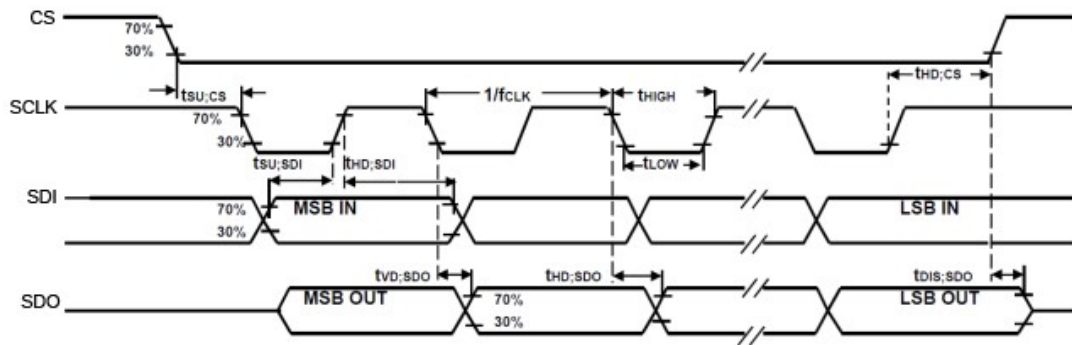 CS
70%
30%
tHD;CS
tSU;CS
1/fCLK
tHIGH
SCLK
70%
30%
tLOW
tSU;SDI
tHD;SDI
SDI
70%
30%
MSB IN
LSB IN
tVD;SDO
tHD;SDO
tDIS;SDO
SDO
MSB OUT
70%
30%
LSB OUT